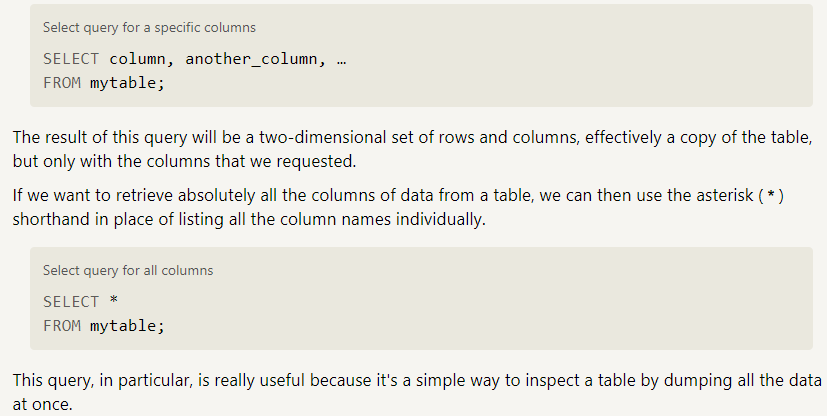 Select query for a specific columns
SELECT column, another_column, …
FROM mytable;
The result of this query will be a two-dimensional set of rows and columns, effectively a copy of the table,
but only with the columns that we requested.
If we want to retrieve absolutely all the columns of data from a table, we can then use the asterisk (*)
shorthand in place of listing all the column names individually.
Select query for all columns
SELECT *
FROM mytable;
This query, in particular, is really useful because it's a simple way to inspect a table by dumping all the data
at once.